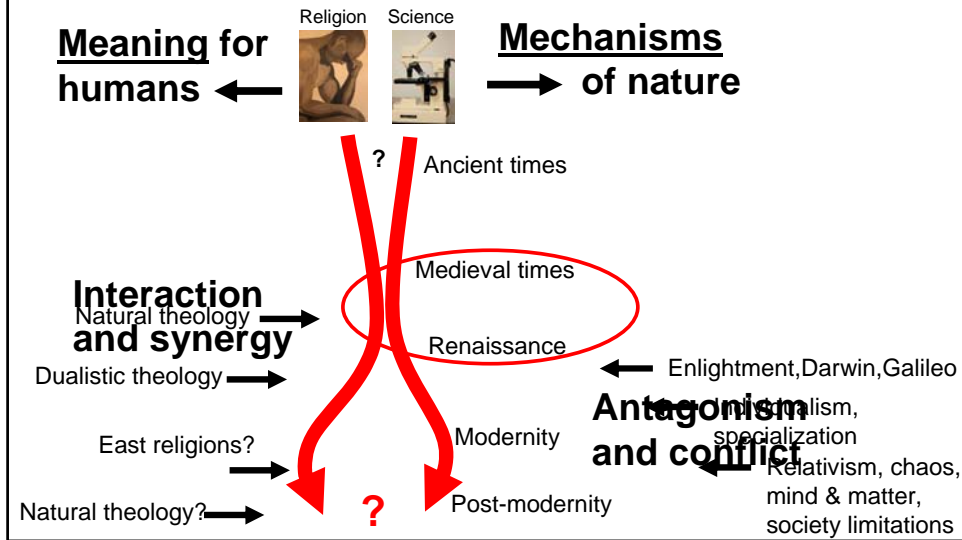 Religion
Science
Meaning for
humans
Mechanisms
of nature
?
Ancient times
Medieval times
Interaction
and synergy
Natural theology
Renaissance
Dualistic theology
Enlightment,Darwin,Galileo
Antagonism
and conflict
Individualism,
specialization
East religions?
Modernity
Relativism, chaos,
mind & matter,
society limitations
Natural theology?
?
Post-modernity